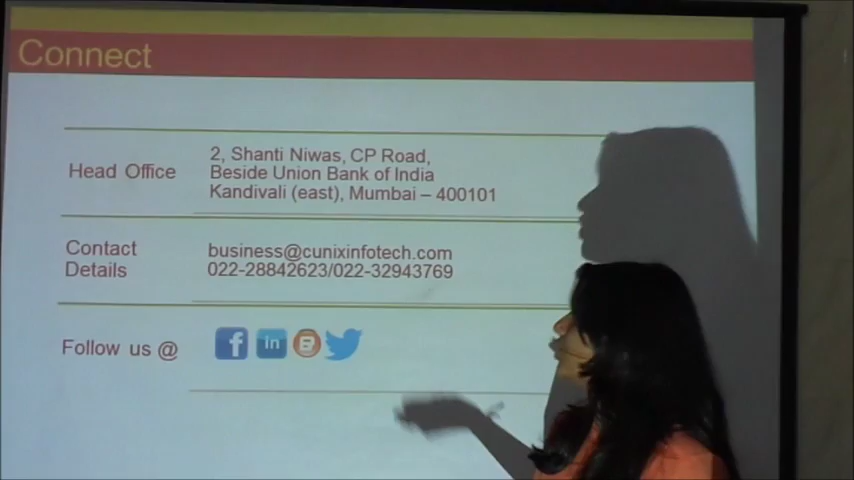 Connect
Head Office
2, Shanti Niwas, CP Road,
Beside Union Bank of India
Kandivali (east), Mumbai – 400101
Contact
Details
business@cunixinfotech.com
022-28842623/022-32943769
Follow us @
f in B